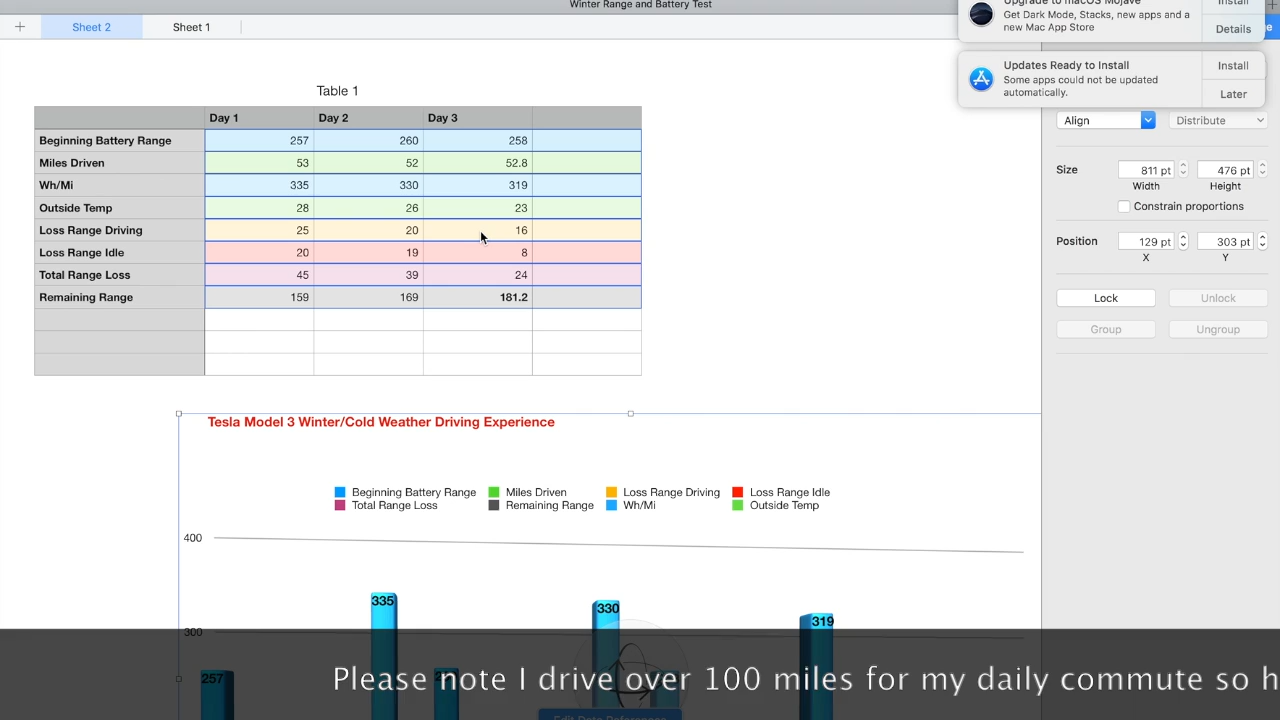 Winter Range and Battery Test
Sheet 2
Sheet 1
Upgrade to macOS Mojave
Get Dark Mode, Stacks, new apps and a
new Mac App Store
Install
Details
Updates Ready to Install
Some apps could not be updated
automatically.
Install
Later
Table 1
Day 1 Day 2 Day 3
Beginning Battery Range 257 260 258
Miles Driven 53 52 52.8
Wh/Mi 335 330 319
Outside Temp 28 26 23
Loss Range Driving 25 20 16
Loss Range Idle 20 19 8
Total Range Loss 45 39 24
Remaining Range 159 169 181.2
Align
Distribute
Size
811 pt
476 pt
Width
Height
Constrain proportions
Position
129 pt
303 pt
X
Y
Lock
Unlock
Group
Ungroup
Tesla Model 3 Winter/Cold Weather Driving Experience
Beginning Battery Range Miles Driven Loss Range Driving Loss Range Idle
Total Range Loss Remaining Range Wh/Mi Outside Temp
400
335
330
319
300
257
Please note I drive over 100 miles for my daily commute so h
Edit Data References